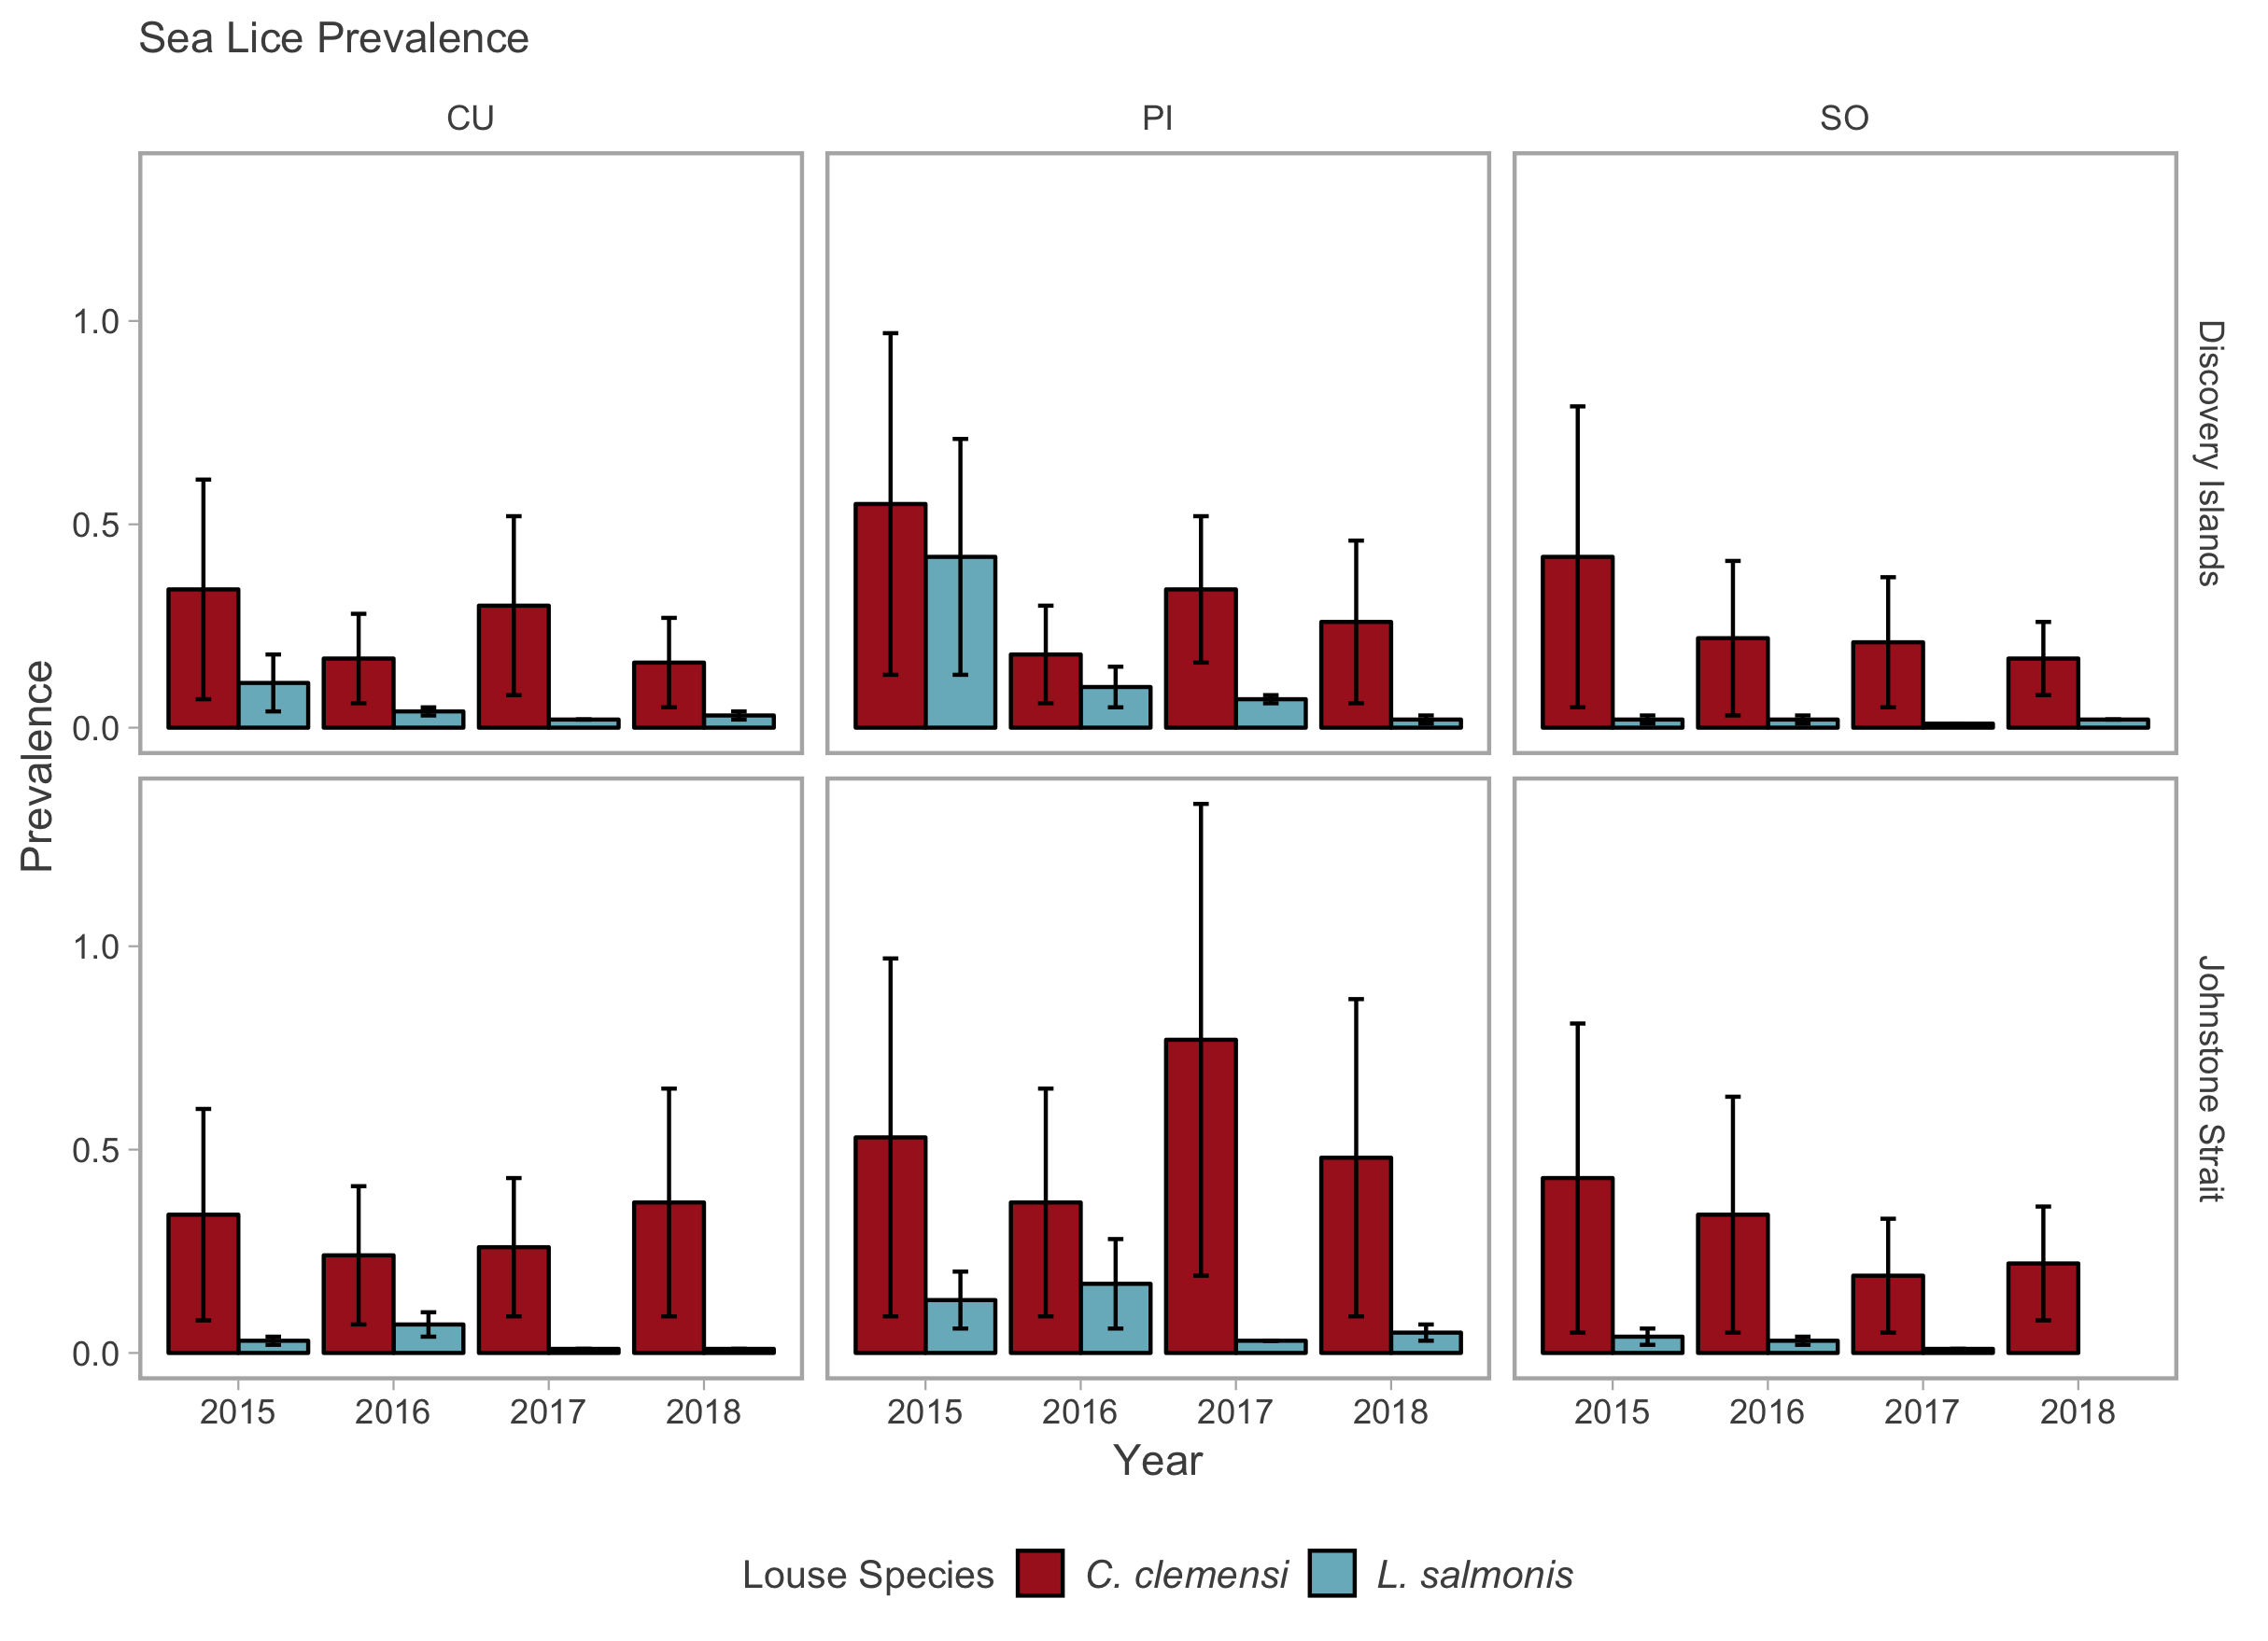 Sea Lice Prevalence
CU
PI
SO
1.0
0.5
0.0
Discovery Islands
Prevalence
1.0
0.5
0.0
Johnstone Strait
2015 2016 2017 2018
2015 2016 2017 2018
2015 2016 2017 2018
Year
Louse Species C. clemensi L. salmonis